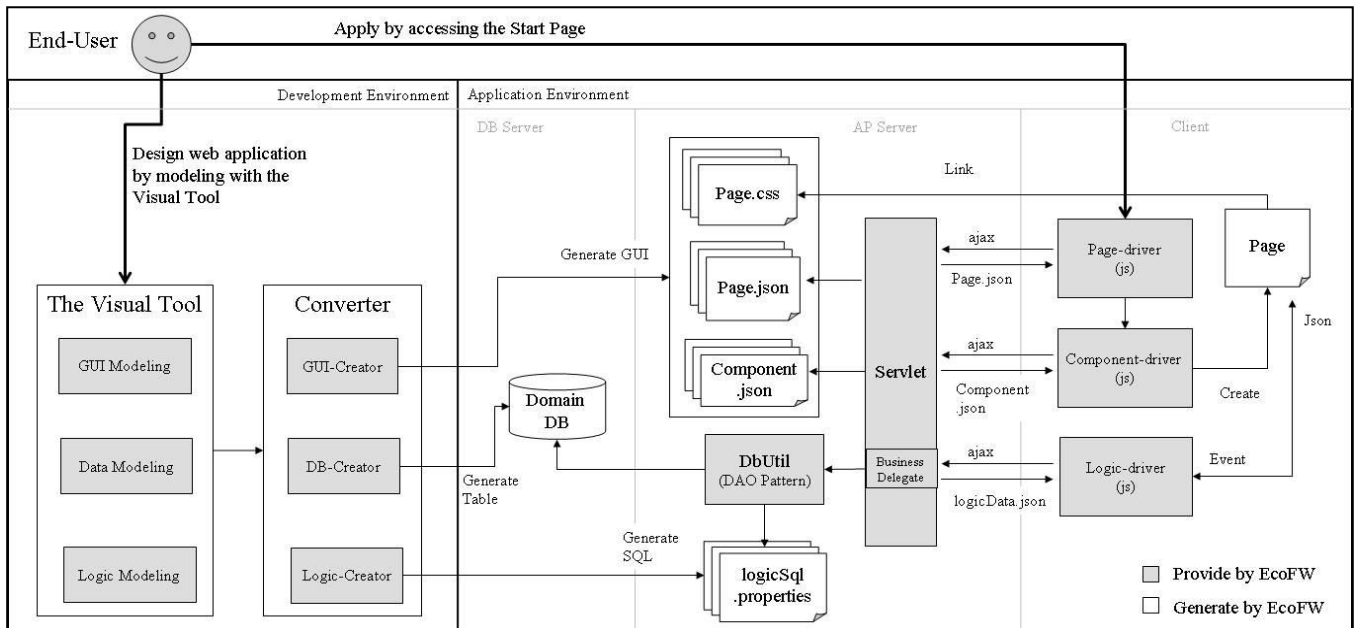 End-User
Apply by accessing the Start Page
Development Environment
Application Environment
DB Server
AP Server
Client
Design web application
by modeling with the
Visual Tool
Page.css
Link
Generate GUI
Page.json
ajax
Page.json
Page-driver
(js)
Page
The Visual Tool
Converter
Json
GUI Modeling
GUI-Creator
Component
.json
Servlet
ajax
Component
.json
Component-driver
(js)
Create
Domain
DB
Data Modeling
DB-Creator
Generate
Table
DbUtil
(DAO Pattern)
Business
Delegate
ajax
logicData.json
Logic-driver
(js)
Event
Generate
SQL
Logic Modeling
Logic-Creator
logicSql
.properties
Provide by EcoFW
Generate by EcoFW